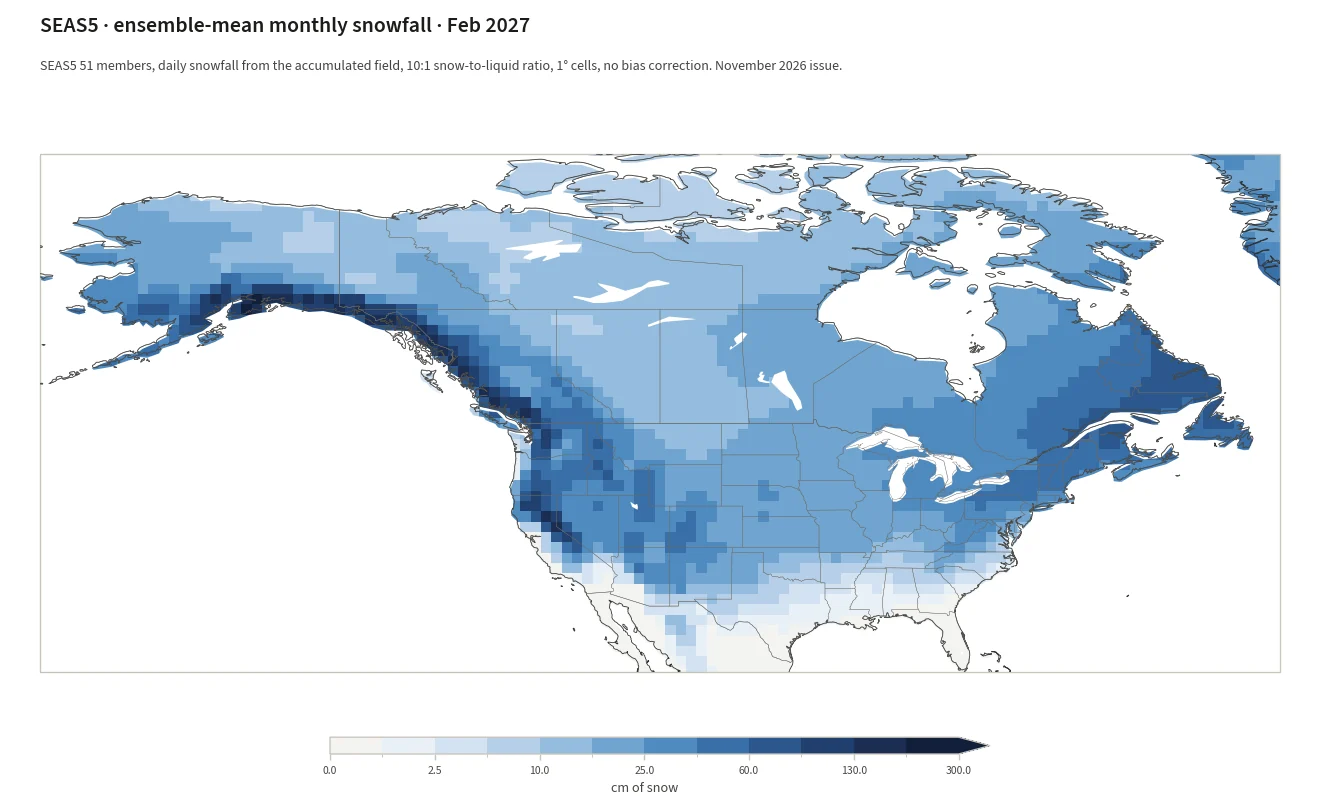 SEAS5 · ensemble-mean monthly snowfall · Feb 2027
SEAS5 51 members, daily snowfall from the accumulated field, 10:1 snow-to-liquid ratio, 1° cells, no bias correction. November 2026 issue.
0.0 2.5 10.0 25.0 60.0 130.0 300.0
cm of snow